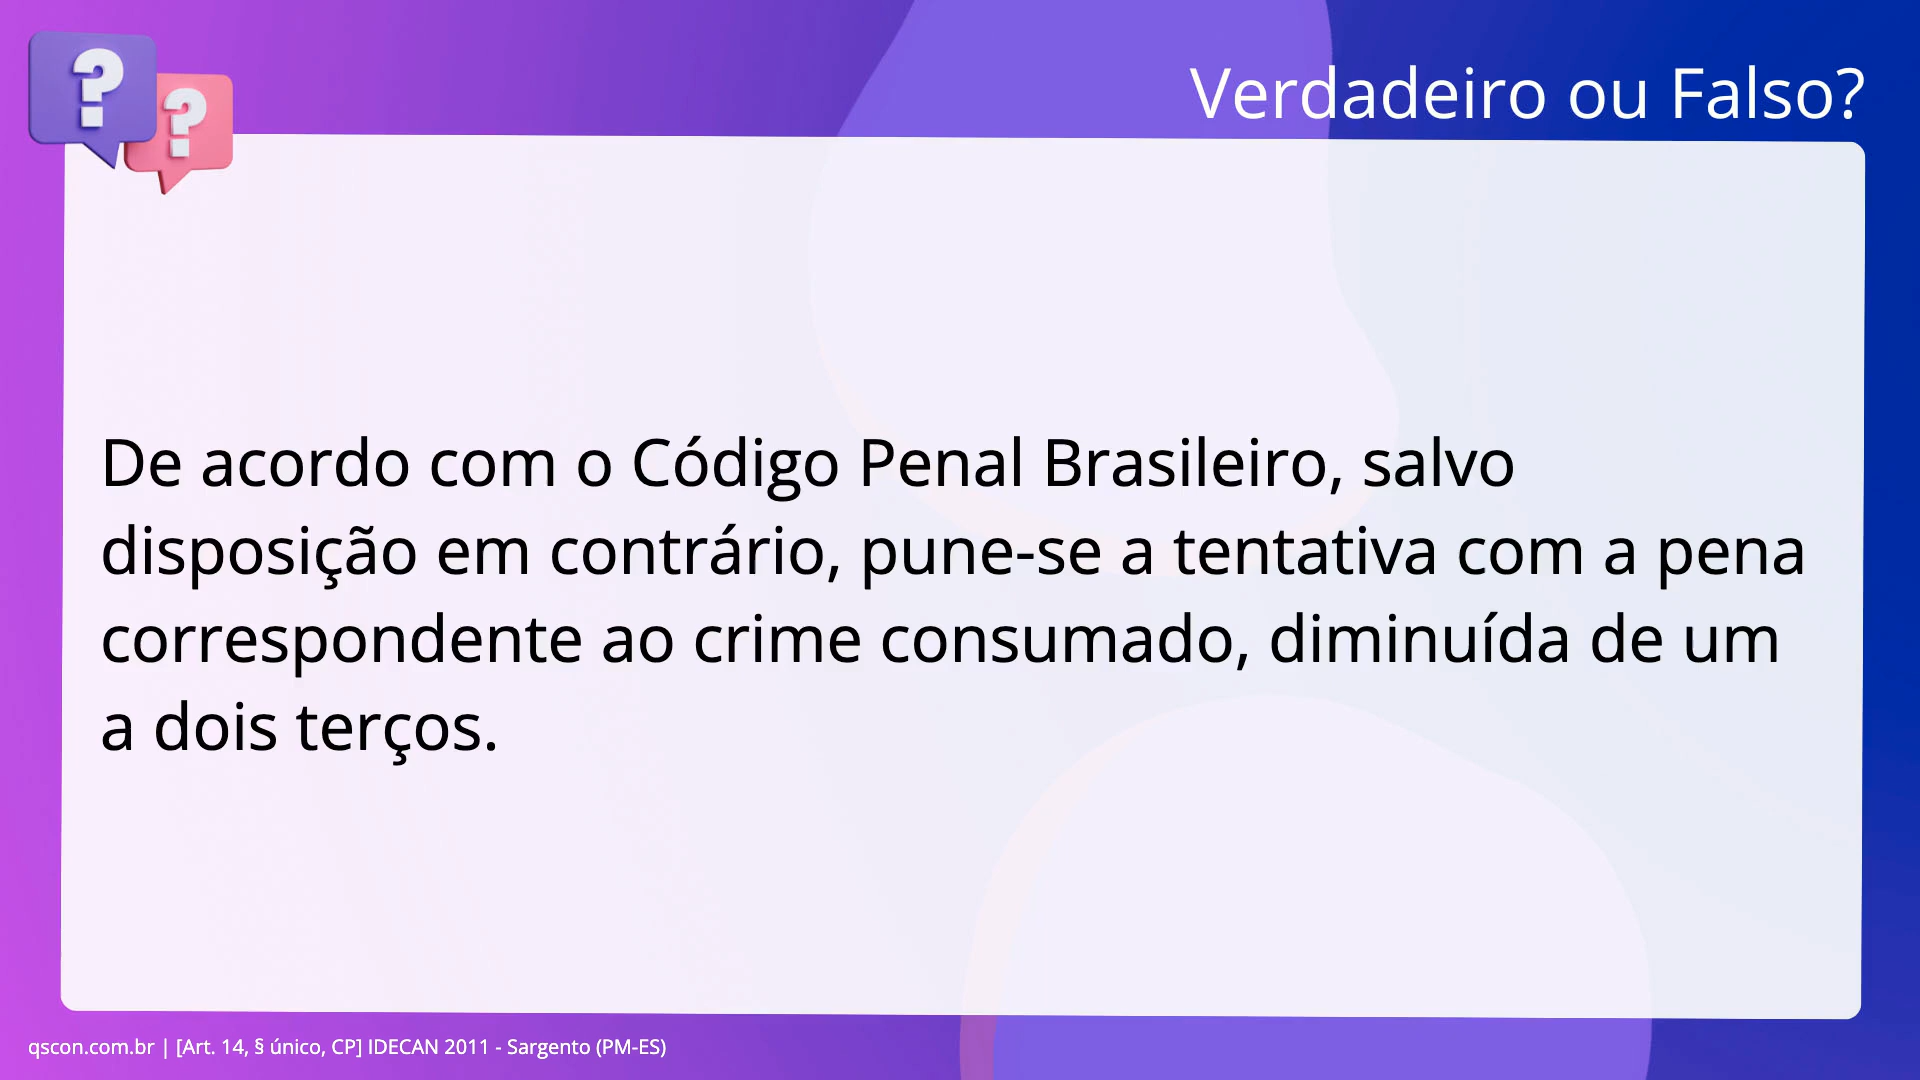 Verdadeiro ou Falso?
De acordo com o Código Penal Brasileiro, salvo
disposição em contrário, pune-se a tentativa com a pena
correspondente ao crime consumado, diminuída de um
a dois terços.
qscon.com.br | [Art. 14, § único, CP] IDECAN 2011 - Sargento (PM-ES)